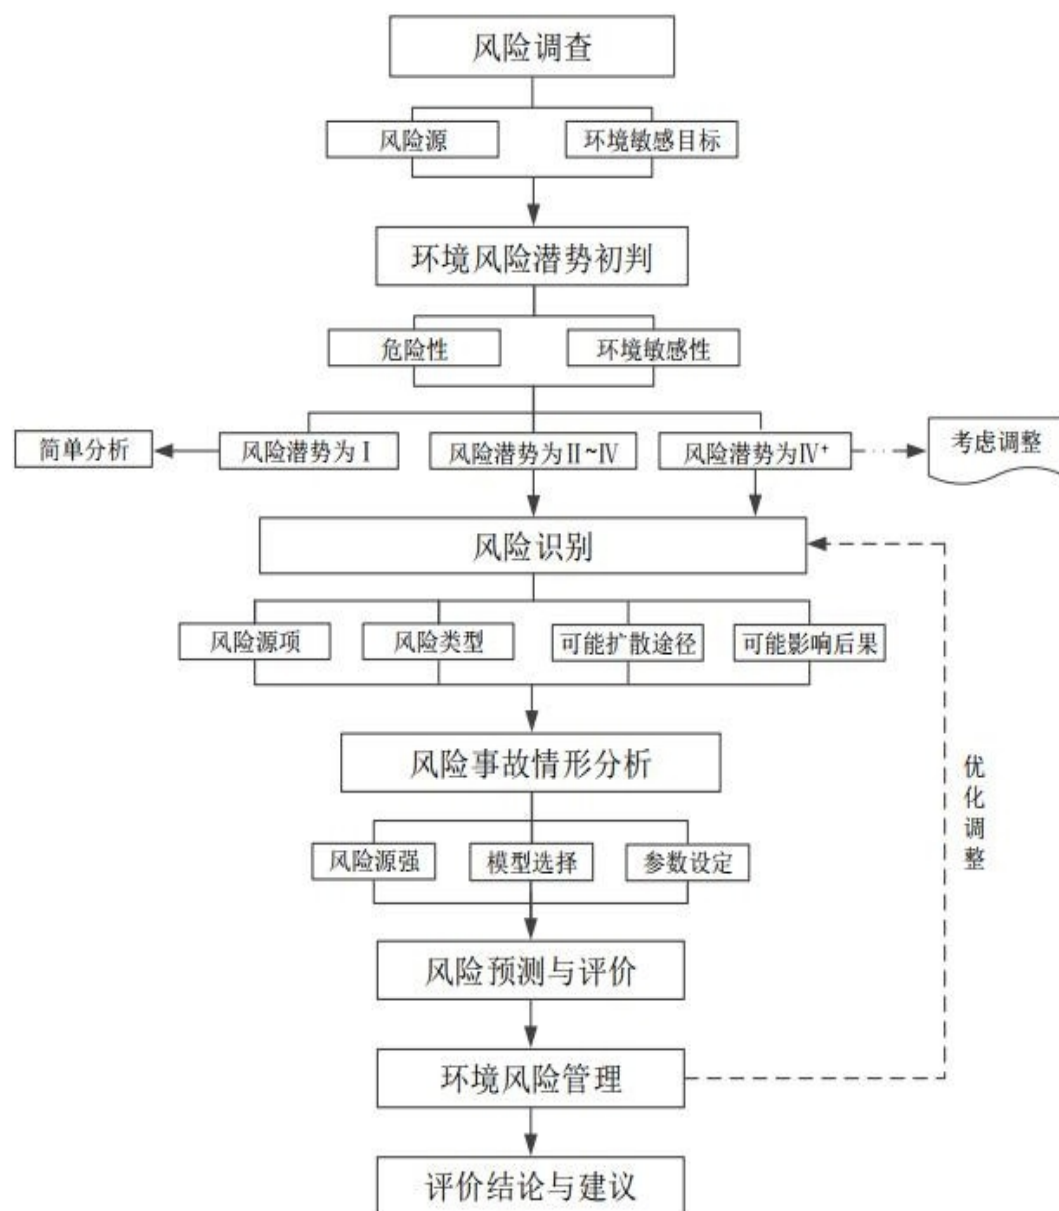 风险调查
风险源
环境敏感目标
环境风险潜势初判
危险性
环境敏感性
简单分析
风险潜势为Ⅰ
风险潜势为Ⅱ~Ⅳ
风险潜势为Ⅳ+
考虑调整
风险识别
风险源项
风险类型
可能扩散途径
可能影响后果
风险事故情形分析
优化调整
风险源强
模型选择
参数设定
风险预测与评价
环境风险管理
评价结论与建议